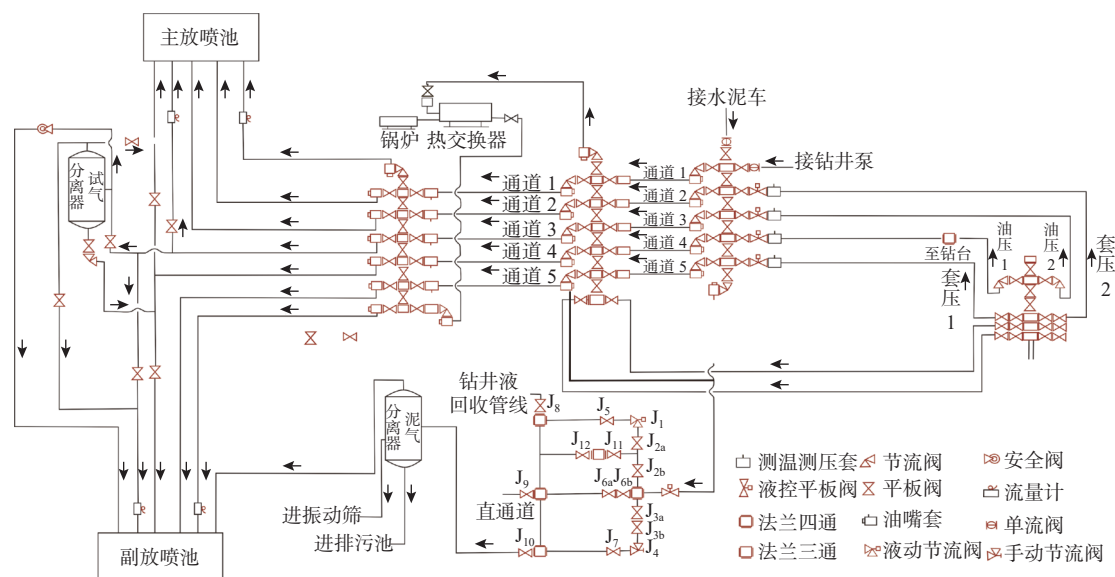 主放喷池
接水泥车
锅炉
热交换器
接钻井泵
试气
分离器
通道 1
通道 2
通道 3
通道 4
通道 5
通道 1
通道 2
通道 3
通道 4
通道 5
至钻台
油压
1
油压
2
套压
1
套压
2
钻井液
回收管线
J8
J5
J1
J2a
J12
J11
J2b
J6a
J6b
J9
直通道
J3a
J3b
J10
J7
J4
泥气
分离器
进振动筛
进排污池
副放喷池
测温测压套
节流阀
安全阀
液控平板阀
平板阀
流量计
法兰四通
油嘴套
单流阀
法兰三通
液动节流阀
手动节流阀